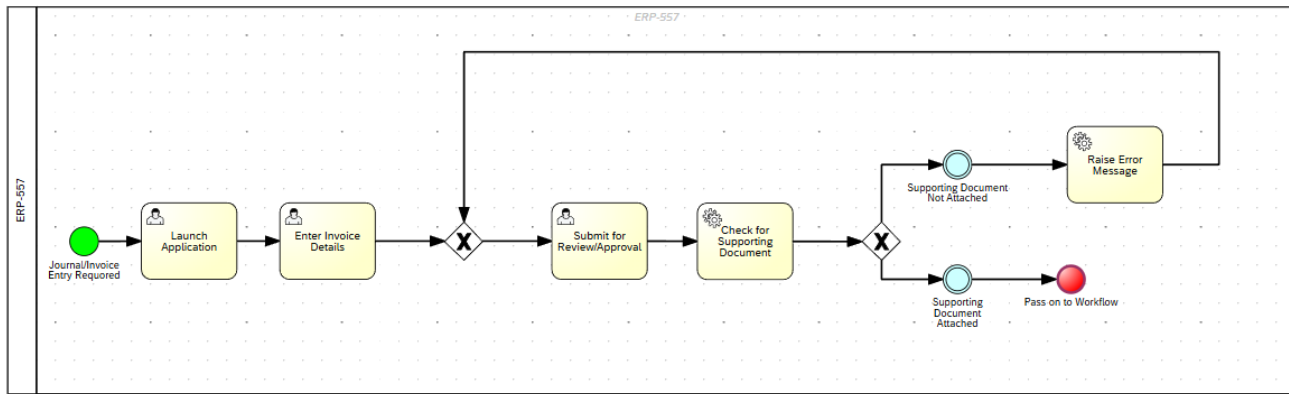 ERP-557
ERP-557
Journal/Invoice
Entry Requored
Launch
Application
Enter Invoice
Details
X
Submit for
Review/Approval
Check for
Supporting
Document
X
Supporting Document
Not Attached
Raise Error
Message
Supporting
Document
Attached
Pass on to Workflow